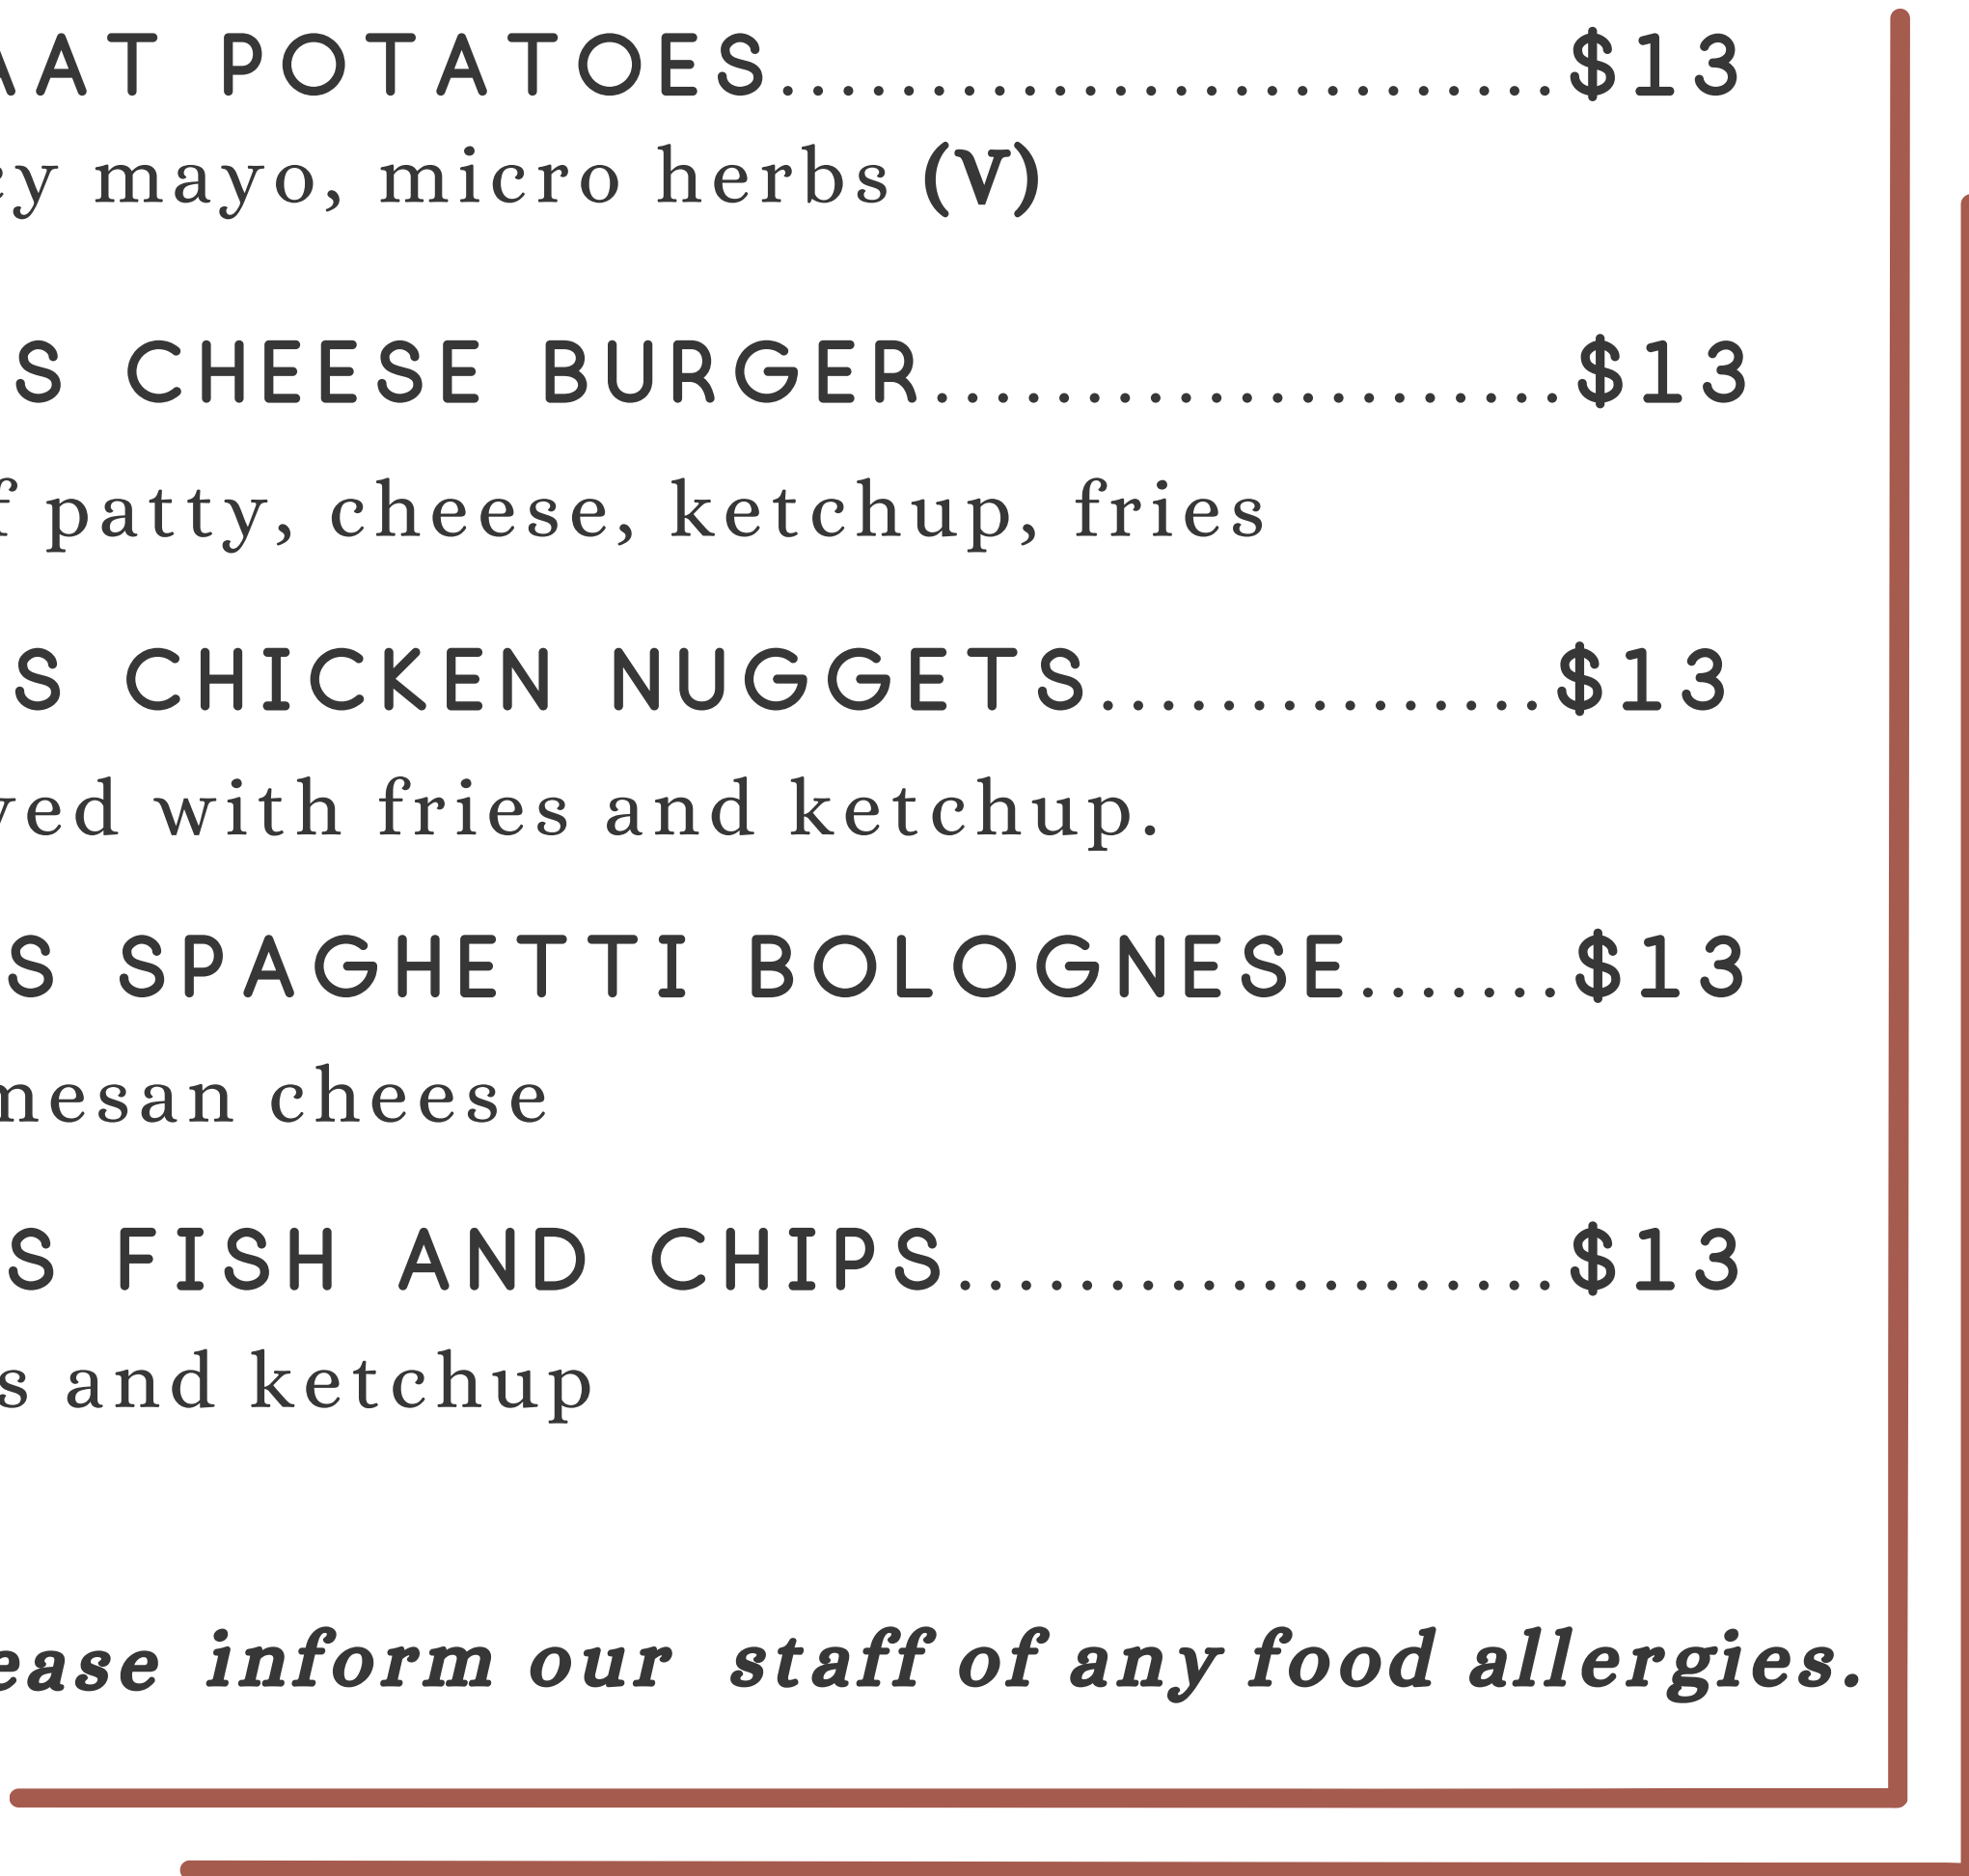 AAT POTATOES..........................$13
ey mayo, micro herbs (V)
S CHEESE BURGER.....................$13
f patty, cheese, ketchup, fries
S CHICKEN NUGGETS...............$13
ved with fries and ketchup.
S SPAGHETTI BOLOGNESE.......$13
mesan cheese
S FISH AND CHIPS....................$13
s and ketchup
ease inform our staff of any food allergies.